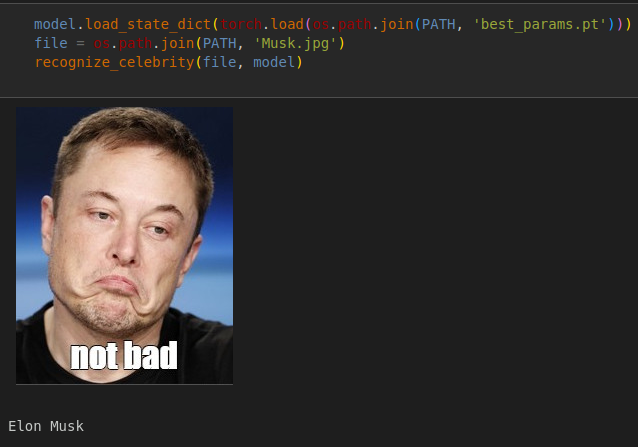 model.load_state_dict(torch.load(os.path.join(PATH, 'best_params.pt')))
file = os.path.join(PATH, 'Musk.jpg')
recognize_celebrity(file, model)
not bad
Elon Musk